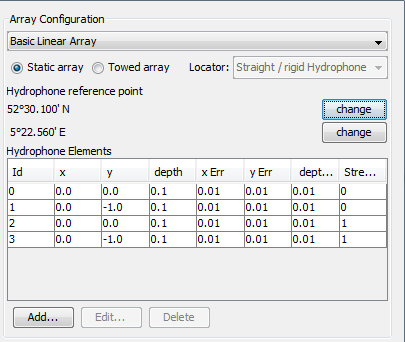 Array Configuration
Basic Linear Array
Static array Towed array Locator: Straight / rigid Hydrophone
Hydrophone reference point
52°30.100' N change
5°22.560' E change
Hydrophone Elements
Id x y depth x Err y Err dept... Stre...
0 0.0 0.0 0.1 0.01 0.01 0.01 0
1 0.0 -1.0 0.1 0.01 0.01 0.01 0
2 0.0 0.0 0.1 0.01 0.01 0.01 1
3 0.0 -1.0 0.1 0.01 0.01 0.01 1
Add... Edit... Delete